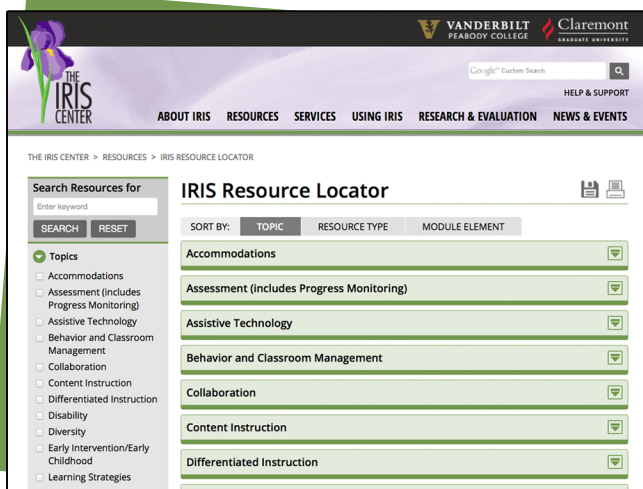 VANDERBILT
PEABODY COLLEGE
Claremont
GRADUATE UNIVERSITY
THE
IRIS
CENTER
Google™ Custom Search
HELP & SUPPORT
ABOUT IRIS RESOURCES SERVICES USING IRIS RESEARCH & EVALUATION NEWS & EVENTS
THE IRIS CENTER > RESOURCES > IRIS RESOURCE LOCATOR
Search Resources for
Enter keyword
SEARCH RESET
Topics
Accommodations
Assessment (includes
Progress Monitoring)
Assistive Technology
Behavior and Classroom
Management
Collaboration
Content Instruction
Differentiated Instruction
Disability
Diversity
Early Intervention/Early
Childhood
Learning Strategies
IRIS Resource Locator
SORT BY: TOPIC RESOURCE TYPE MODULE ELEMENT
Accommodations
Assessment (includes Progress Monitoring)
Assistive Technology
Behavior and Classroom Management
Collaboration
Content Instruction
Differentiated Instruction